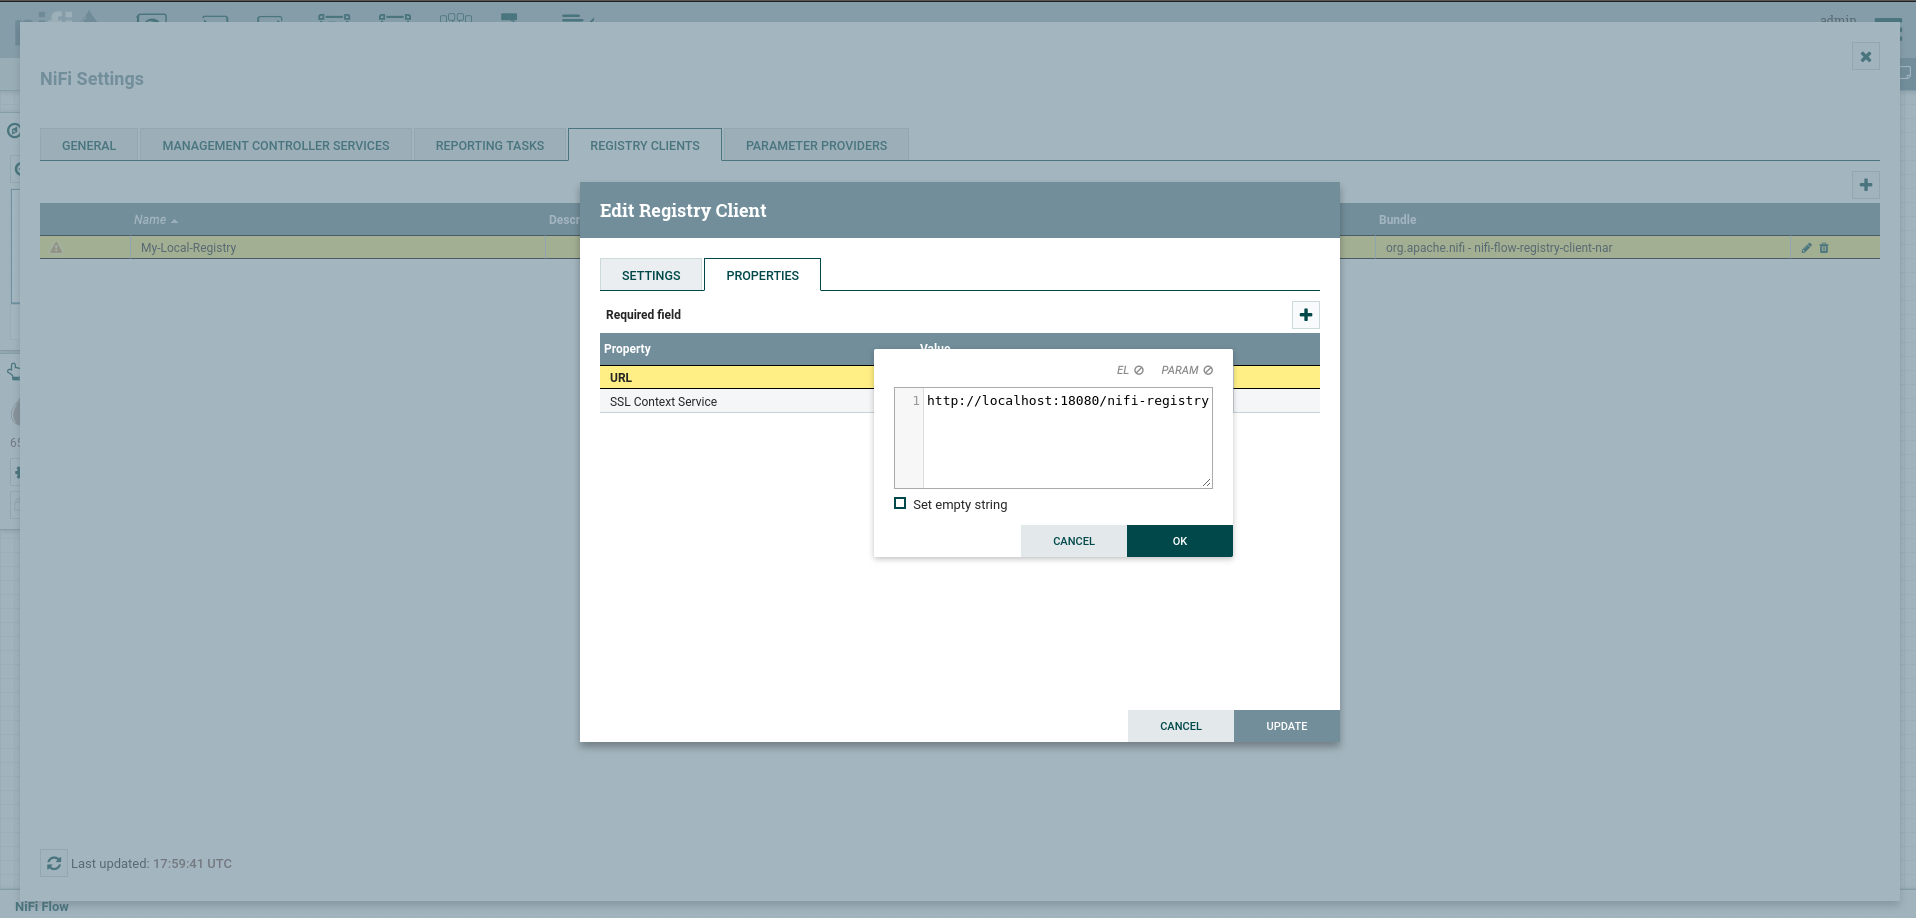 nifi
admin
NiFi Settings
GENERAL
MANAGEMENT CONTROLLER SERVICES
REPORTING TASKS
REGISTRY CLIENTS
PARAMETER PROVIDERS
Name
Descr
Bundle
My-Local-Registry
org.apache.nifi - nifi-flow-registry-client-nar
Edit Registry Client
SETTINGS
PROPERTIES
Required field
Property
Value
URL
SSL Context Service
EL
PARAM
1 http://localhost:18080/nifi-registry
Set empty string
CANCEL
OK
CANCEL
UPDATE
Last updated: 17:59:41 UTC
NiFi Flow